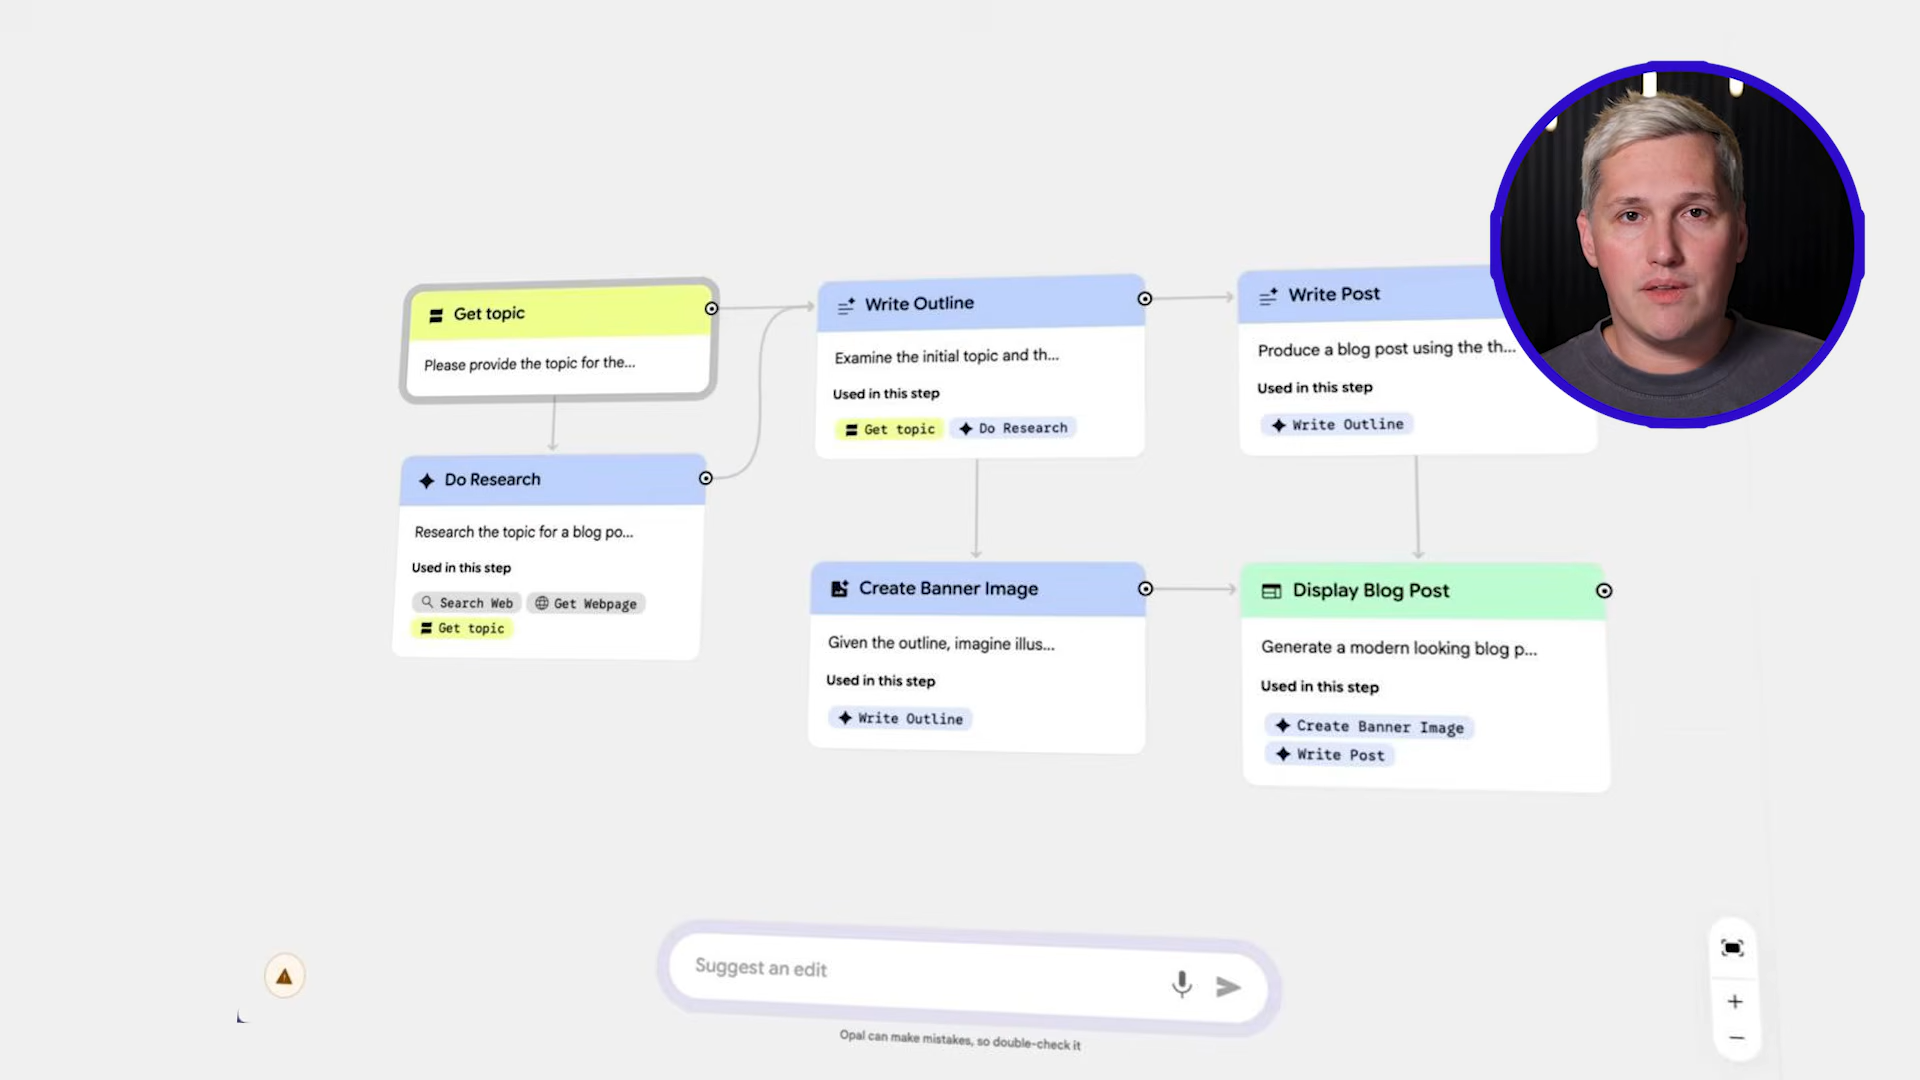 Get topic
Please provide the topic for the...
Do Research
Research the topic for a blog po...
Used in this step
Search Web
Get Webpage
Get topic
Write Outline
Examine the initial topic and th...
Used in this step
Get topic
Do Research
Create Banner Image
Given the outline, imagine illus...
Used in this step
Write Outline
Write Post
Produce a blog post using the th...
Used in this step
Write Outline
Display Blog Post
Generate a modern looking blog p...
Used in this step
Create Banner Image
Write Post
Suggest an edit
Opal can make mistakes, so double-check it